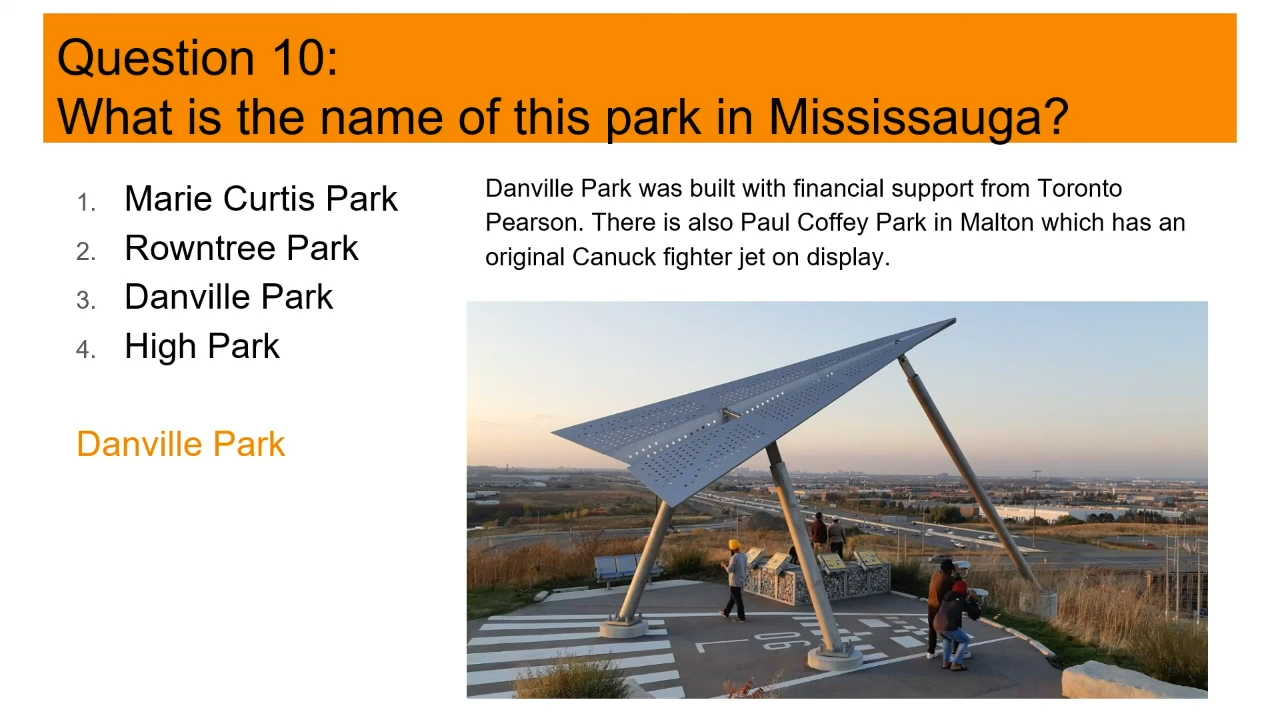 Question 10:
What is the name of this park in Mississauga?
1. Marie Curtis Park
2. Rowntree Park
3. Danville Park
4. High Park
Danville Park
Danville Park was built with financial support from Toronto
Pearson. There is also Paul Coffey Park in Malton which has an
original Canuck fighter jet on display.
06
L